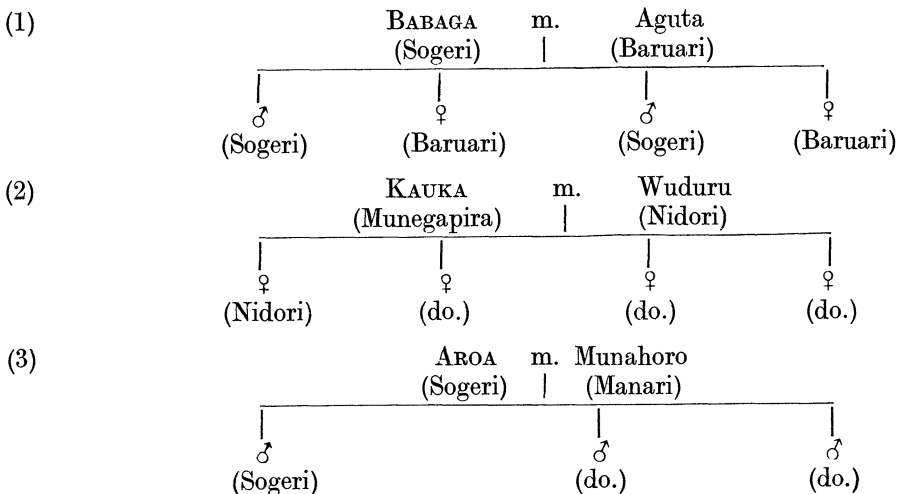 (1) BABAGA m. Aguta
(Sogeri) (Baruari)
♂ ♀ ♂ ♀
(Sogeri) (Baruari) (Sogeri) (Baruari)
(2) KAUKA m. Wuduru
(Munegapira) (Nidori)
♀ ♀ ♀ ♀
(Nidori) (do.) (do.) (do.)
(3) AROA m. Munahoro
(Sogeri) (Manari)
♂ ♂ ♂
(Sogeri) (do.) (do.)